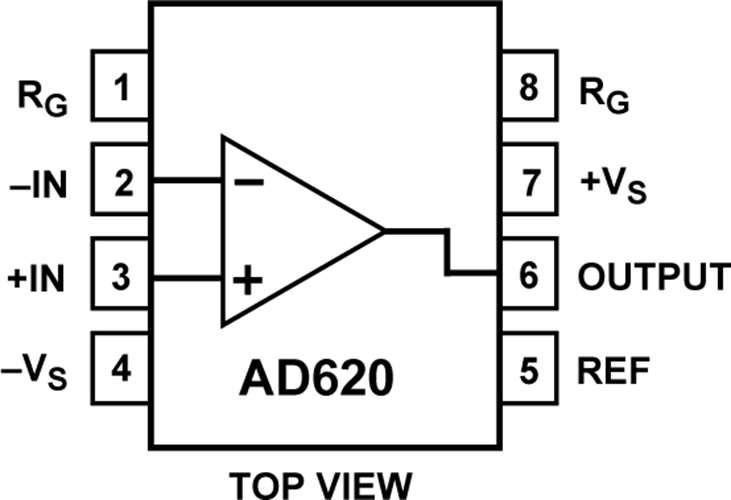 RG 1 8 RG
–IN 2 – 7 +VS
+IN 3 + 6 OUTPUT
–VS 4 AD620 5 REF
TOP VIEW